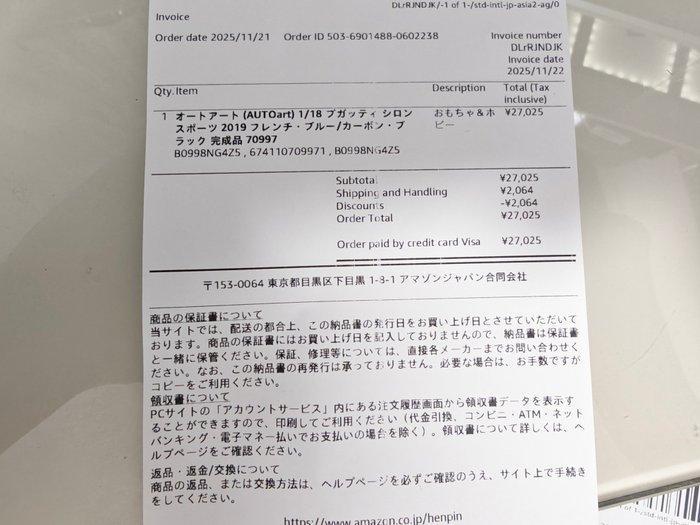 DLrRJNDJK/-1 of 1-/std-intl-jp-asia2-ag/0
Invoice
Order date 2025/11/21 Order ID 503-6901488-0602238 Invoice number
DLrRJNDJK
Invoice date
2025/11/22
Qty. Item Description Total (Tax
inclusive)
1 オートアート (AUTOart) 1/18 ブガッティ シロン おもちゃ&ホ ¥27,025
スポーツ 2019 フレンチ・ブルー/カーボン・ブ ビー
ラック 完成品 70997
B0998NG4Z5 , 674110709971 , B0998NG4Z5
Subtotal ¥27,025
Shipping and Handling ¥2,064
Discounts -¥2,064
Order Total ¥27,025
Order paid by credit card Visa ¥27,025
〒153-0064 東京都目黒区下目黒 1-8-1 アマゾンジャパン合同会社
商品の保証書について
当サイトでは、配送の都合上、この納品書の発行日をお買い上げ日とさせていただいて
おります。商品の保証書にはお買い上げ日を記入しておりませんので、納品書は保証書
と一緒に保管ください。保証、修理等については、直接各メーカーまでお問い合わせく
ださい。なお、この納品書の再発行は承っておりません。必要な場合は、お手数ですが
コピーをご利用ください。
領収書について
PCサイトの「アカウントサービス」内にある注文履歴画面から領収書データを表示す
ることができますので、印刷してご利用ください（代金引換、コンビニ・ATM・ネット
バンキング・電子マネー払いでお支払いの場合を除く）。領収書について詳しくは、ヘ
ルプページをご確認ください。
返品・返金/交換について
商品の返品、または交換方法は、ヘルプページを必ずご確認のうえ、サイト上で手続き
をしてください。
https://www.amazon.co.jp/henpin